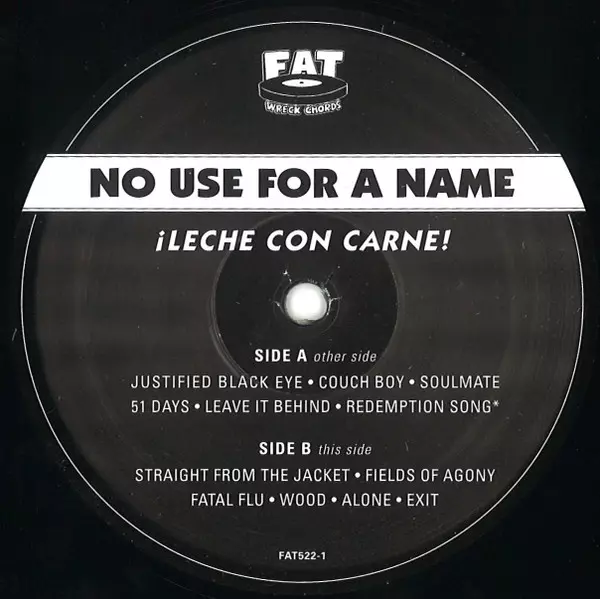 FAT
WRECK CHORDS
NO USE FOR A NAME
¡LECHE CON CARNE!
SIDE A other side
JUSTIFIED BLACK EYE • COUCH BOY • SOULMATE
51 DAYS • LEAVE IT BEHIND • REDEMPTION SONG*
SIDE B this side
STRAIGHT FROM THE JACKET • FIELDS OF AGONY
FATAL FLU • WOOD • ALONE • EXIT
FAT522-1